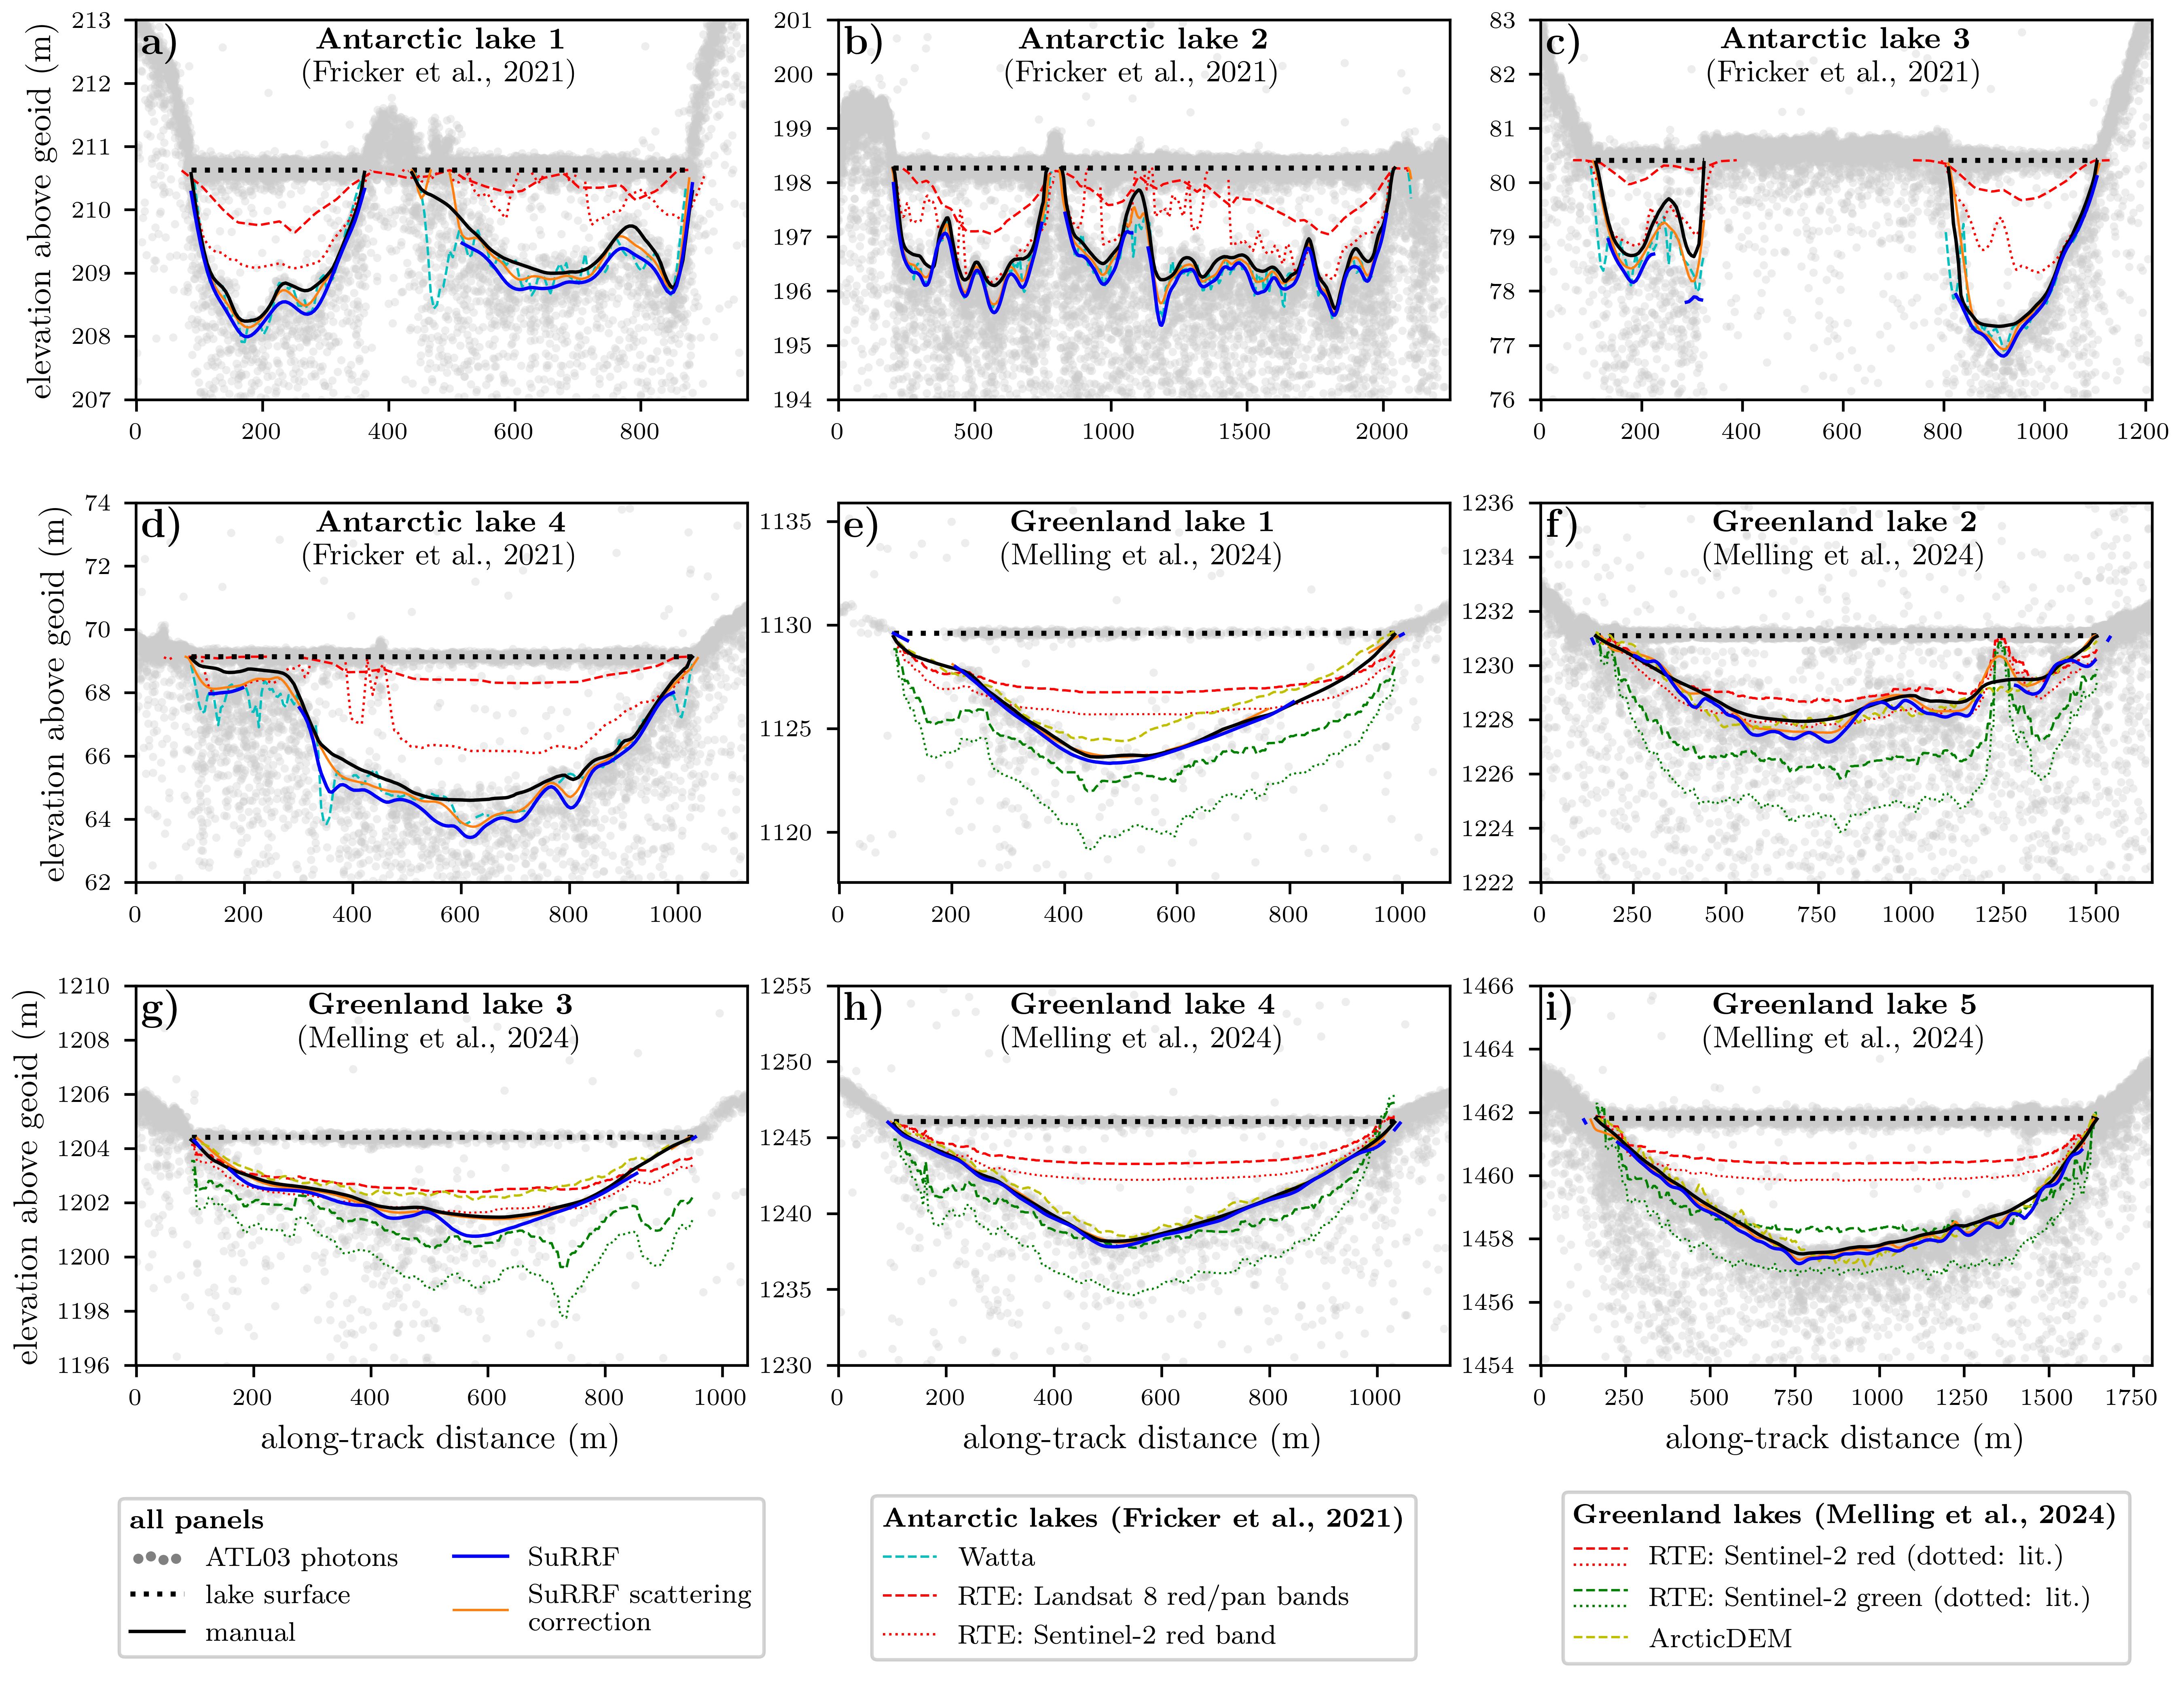 a)
Antarctic lake 1
(Fricker et al., 2021)
elevation above geoid (m)
213
212
211
210
209
208
207
0 200 400 600 800
b)
Antarctic lake 2
(Fricker et al., 2021)
201
200
199
198
197
196
195
194
0 500 1000 1500 2000
c)
Antarctic lake 3
(Fricker et al., 2021)
83
82
81
80
79
78
77
76
0 200 400 600 800 1000 1200
d)
Antarctic lake 4
(Fricker et al., 2021)
elevation above geoid (m)
74
72
70
68
66
64
62
0 200 400 600 800 1000
e)
Greenland lake 1
(Melling et al., 2024)
1135
1130
1125
1120
0 200 400 600 800 1000
f)
Greenland lake 2
(Melling et al., 2024)
1236
1234
1232
1230
1228
1226
1224
1222
0 250 500 750 1000 1250 1500
g)
Greenland lake 3
(Melling et al., 2024)
elevation above geoid (m)
1210
1208
1206
1204
1202
1200
1198
1196
0 200 400 600 800 1000
along-track distance (m)
h)
Greenland lake 4
(Melling et al., 2024)
1255
1250
1245
1240
1235
1230
0 200 400 600 800 1000
along-track distance (m)
i)
Greenland lake 5
(Melling et al., 2024)
1466
1464
1462
1460
1458
1456
1454
0 250 500 750 1000 1250 1500 1750
along-track distance (m)
all panels
ATL03 photons
lake surface
manual
SuRRF
SuRRF scattering
correction
Antarctic lakes (Fricker et al., 2021)
Watta
RTE: Landsat 8 red/pan bands
RTE: Sentinel-2 red band
Greenland lakes (Melling et al., 2024)
RTE: Sentinel-2 red (dotted: lit.)
RTE: Sentinel-2 green (dotted: lit.)
ArcticDEM